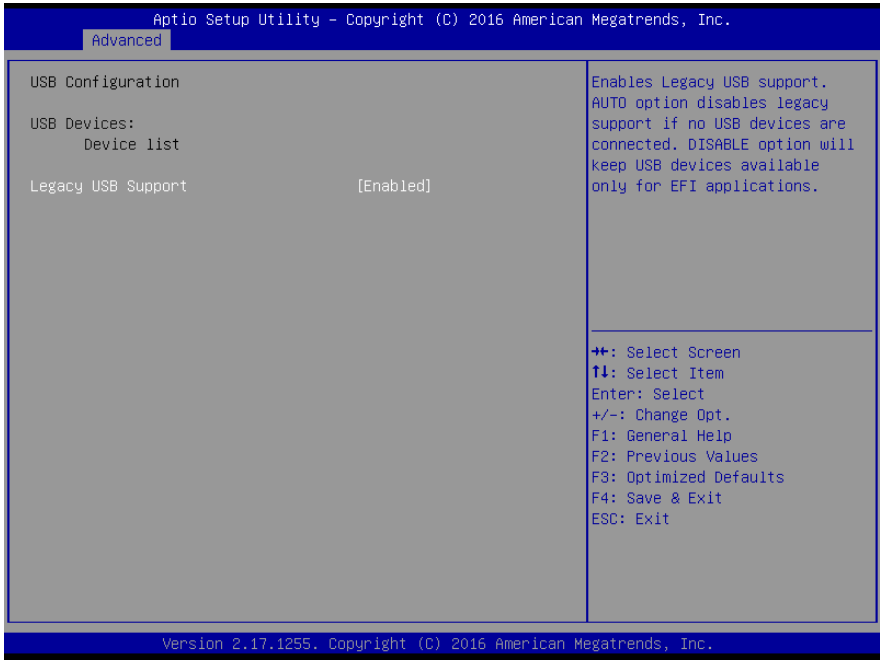 Aptio Setup Utility – Copyright (C) 2016 American Megatrends, Inc.
Advanced
USB Configuration
USB Devices:
Device list
Legacy USB Support [Enabled]
Enables Legacy USB support.
AUTO option disables legacy
support if no USB devices are
connected. DISABLE option will
keep USB devices available
only for EFI applications.
→←: Select Screen
↑↓: Select Item
Enter: Select
+/-: Change Opt.
F1: General Help
F2: Previous Values
F3: Optimized Defaults
F4: Save & Exit
ESC: Exit
Version 2.17.1255. Copyright (C) 2016 American Megatrends, Inc.